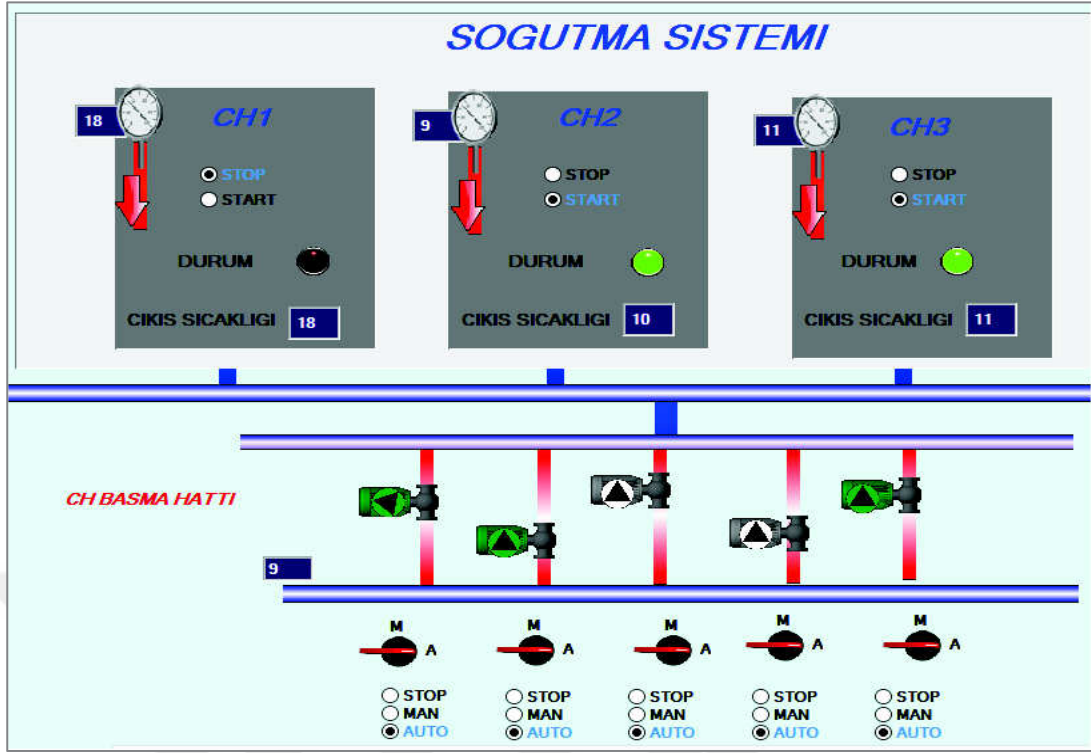 SOGUTMA SISTEMI
18
CH1
STOP
START
DURUM
CIKIS SICAKLIGI 18
9
CH2
STOP
START
DURUM
CIKIS SICAKLIGI 10
11
CH3
STOP
START
DURUM
CIKIS SICAKLIGI 11
CH BASMA HATTI
9
M
A
M
A
M
A
M
A
M
A
STOP
MAN
AUTO
STOP
MAN
AUTO
STOP
MAN
AUTO
STOP
MAN
AUTO
STOP
MAN
AUTO